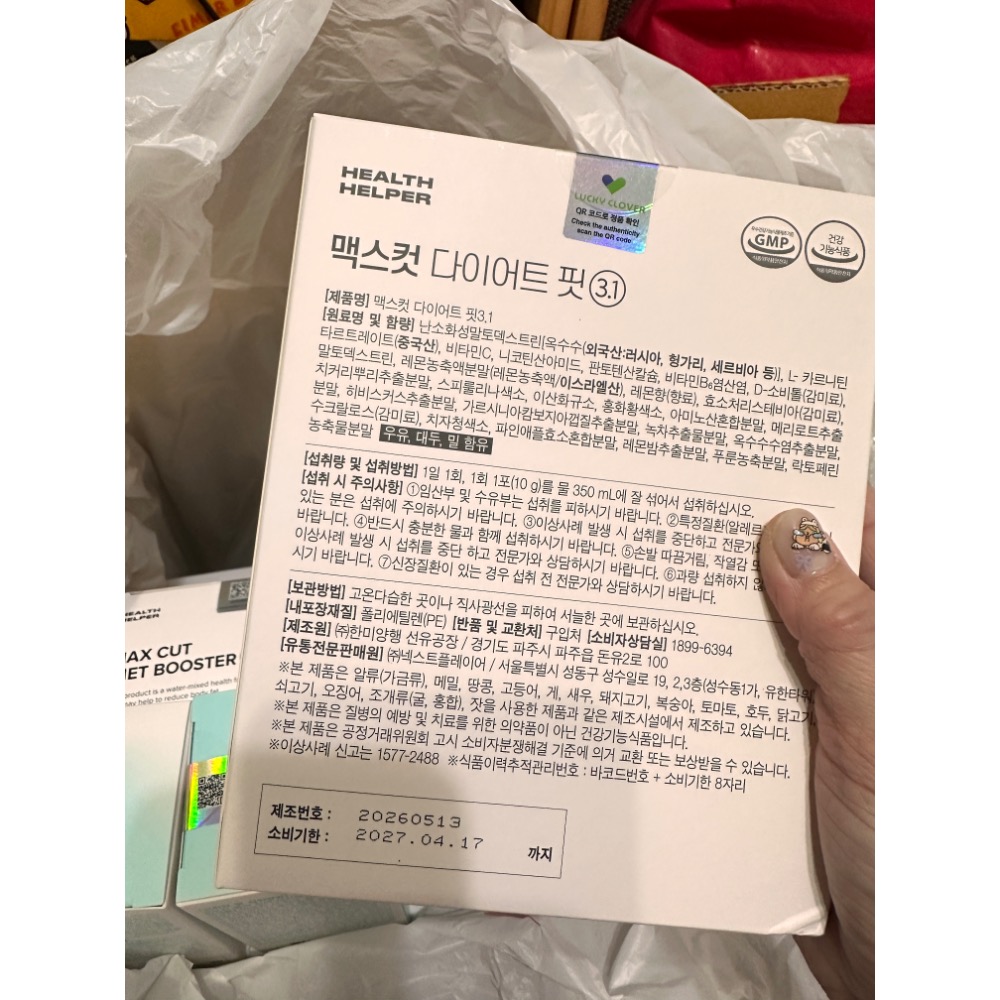 HEALTH
HELPER
LUCKY CLOVER
QR 코드로 정품 확인
Check the authenticity
scan the QR code
GMP
건강
기능식품
맥스컷 다이어트 핏 3.1
[제품명] 맥스컷 다이어트 핏3.1
[원료명 및 함량] 난소화성말토덱스트린[옥수수(외국산:러시아, 헝가리, 세르비아 등)], L- 카르니틴
타르트레이트(중국산), 비타민C, 니코틴산아미드, 판토텐산칼슘, 비타민B₆염산염, D-소비톨(감미료),
말토덱스트린, 레몬농축액분말(레몬농축액/이스라엘산), 레몬향(향료), 효소처리스테비아(감미료),
치커리뿌리추출분말, 스피룰리나색소, 이산화규소, 홍화황색소, 아미노산혼합분말, 메리로트추출
분말, 히비스커스추출분말, 가르시니아캄보지아껍질추출분말, 녹차추출물분말, 옥수수수염추출분말,
수크랄로스(감미료), 치자청색소, 파인애플효소혼합분말, 레몬밤추출분말, 푸룬농축분말, 락토페린
농축물분말 우유, 대두, 밀 함유
[섭취량 및 섭취방법] 1일 1회, 1회 1포(10 g)를 물 350 mL에 잘 섞어서 섭취하십시오.
[섭취 시 주의사항] ①임산부 및 수유부는 섭취를 피하시기 바랍니다. ②특정질환(알레르
있는 분은 섭취에 주의하시기 바랍니다. ③이상사례 발생 시 섭취를 중단하고 전문가
바랍니다. ④반드시 충분한 물과 함께 섭취하시기 바랍니다. ⑤손발 따끔거림, 작열감
이상사례 발생 시 섭취를 중단 하고 전문가와 상담하시기 바랍니다. ⑥과량 섭취하지 않
시기 바랍니다. ⑦신장질환이 있는 경우 섭취 전 전문가와 상담하시기 바랍니다.
[보관방법] 고온다습한 곳이나 직사광선을 피하여 서늘한 곳에 보관하십시오.
[내포장재질] 폴리에틸렌(PE) [반품 및 교환처] 구입처 [소비자상담실] 1899-6394
[제조원] ㈜한미양행 선유공장 / 경기도 파주시 파주읍 돈유2로 100
[유통전문판매원] ㈜넥스트플레이어 / 서울특별시 성동구 성수일로 19, 2,3층(성수동1가, 유한타워
※본 제품은 알류(가금류), 메밀, 땅콩, 고등어, 게, 새우, 돼지고기, 복숭아, 토마토, 호두, 닭고기,
쇠고기, 오징어, 조개류(굴, 홍합), 잣을 사용한 제품과 같은 제조시설에서 제조하고 있습니다.
※본 제품은 질병의 예방 및 치료를 위한 의약품이 아닌 건강기능식품입니다.
※본 제품은 공정거래위원회 고시 소비자분쟁해결 기준에 의거 교환 또는 보상받을 수 있습니다.
※이상사례 신고는 1577-2488 ※식품이력추적관리번호 : 바코드번호 + 소비기한 8자리
제조번호 : 20260513
소비기한 : 2027.04.17 까지
EALTH
HELPER
AX CUT
ET BOOSTER
product is a water-mixed health
may help to reduce body fat